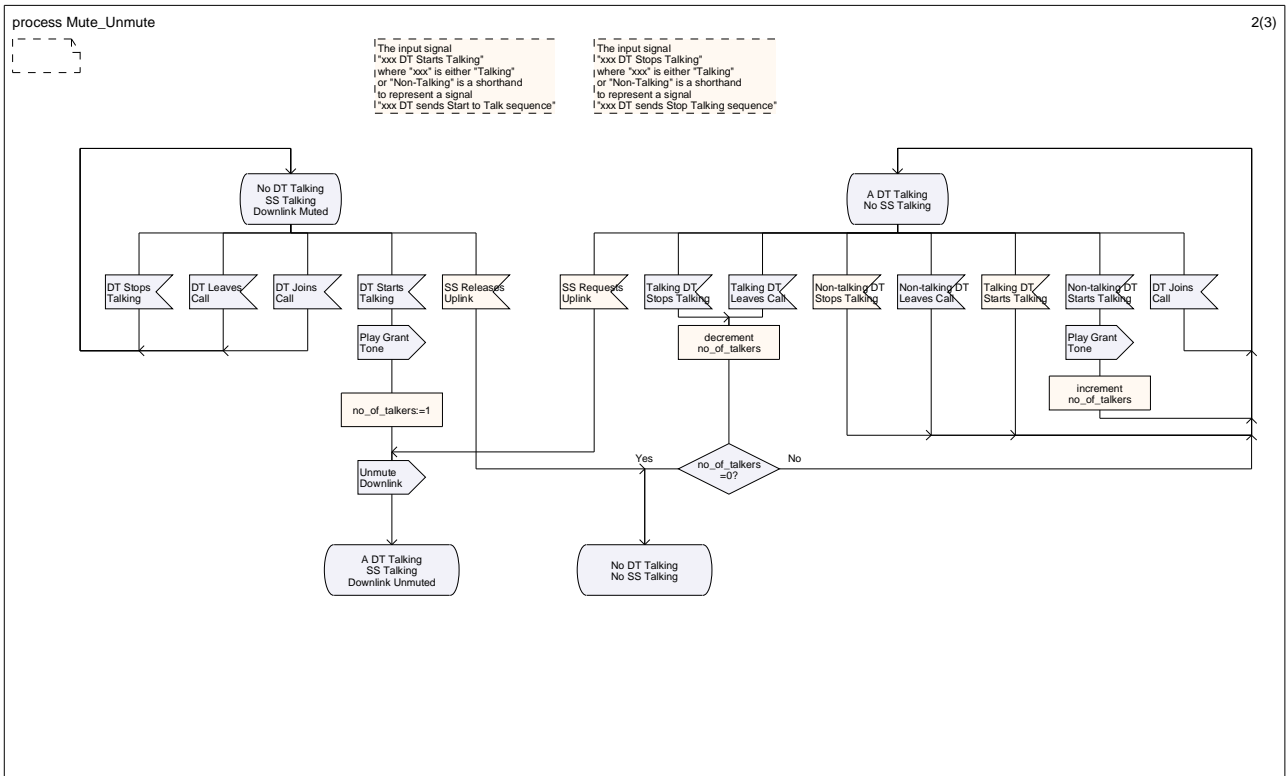 process Mute_Unmute
2(3)
The input signal
"xxx DT Starts Talking"
where "xxx" is either "Talking"
or "Non-Talking" is a shorthand
to represent a signal
"xxx DT sends Start to Talk sequence"
The input signal
"xxx DT Stops Talking"
where "xxx" is either "Talking"
or "Non-Talking" is a shorthand
to represent a signal
"xxx DT sends Stop Talking sequence"
No DT Talking
SS Talking
Downlink Muted
A DT Talking
No SS Talking
DT Stops
Talking
DT Leaves
Call
DT Joins
Call
DT Starts
Talking
SS Releases
Uplink
SS Requests
Uplink
Talking DT
Stops Talking
Talking DT
Leaves Call
Non-talking DT
Stops Talking
Non-talking DT
Leaves Call
Talking DT
Starts Talking
Non-talking DT
Starts Talking
DT Joins
Call
Play Grant
Tone
decrement
no_of_talkers
Play Grant
Tone
no_of_talkers:=1
increment
no_of_talkers
Unmute
Downlink
Yes
no_of_talkers
=0?
No
A DT Talking
SS Talking
Downlink Unmuted
No DT Talking
No SS Talking